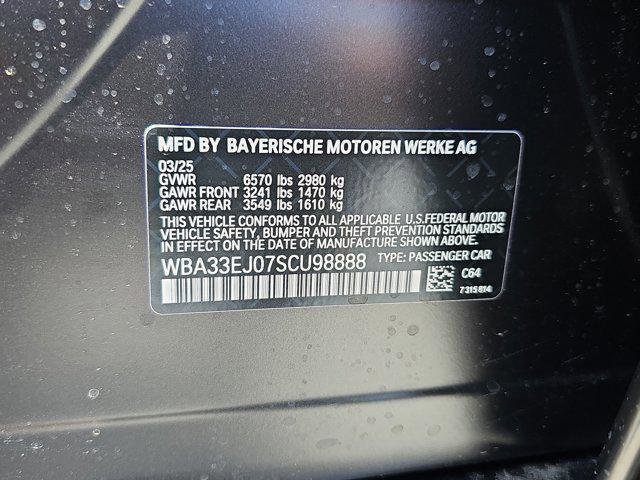 MFD BY BAYERISCHE MOTOREN WERKE AG
03/25
GVWR 6570 lbs 2980 kg
GAWR FRONT 3241 lbs 1470 kg
GAWR REAR 3549 lbs 1610 kg
THIS VEHICLE CONFORMS TO ALL APPLICABLE U.S.FEDERAL MOTOR
VEHICLE SAFETY, BUMPER AND THEFT PREVENTION STANDARDS
IN EFFECT ON THE DATE OF MANUFACTURE SHOWN ABOVE.
WBA33EJ07SCU98888 TYPE: PASSENGER CAR
C64
7 315 814